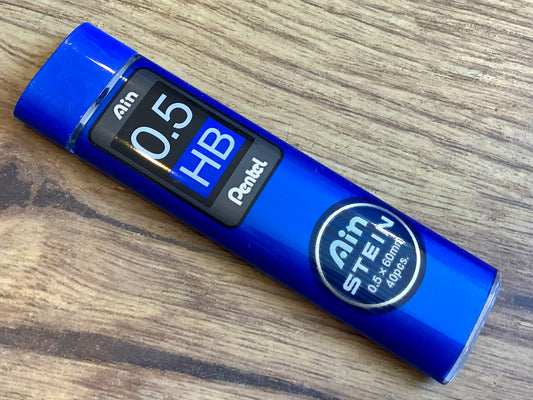 Ain
0.5
HB
Pentel
Ain
STEIN
0.5 × 60mm
40pcs.